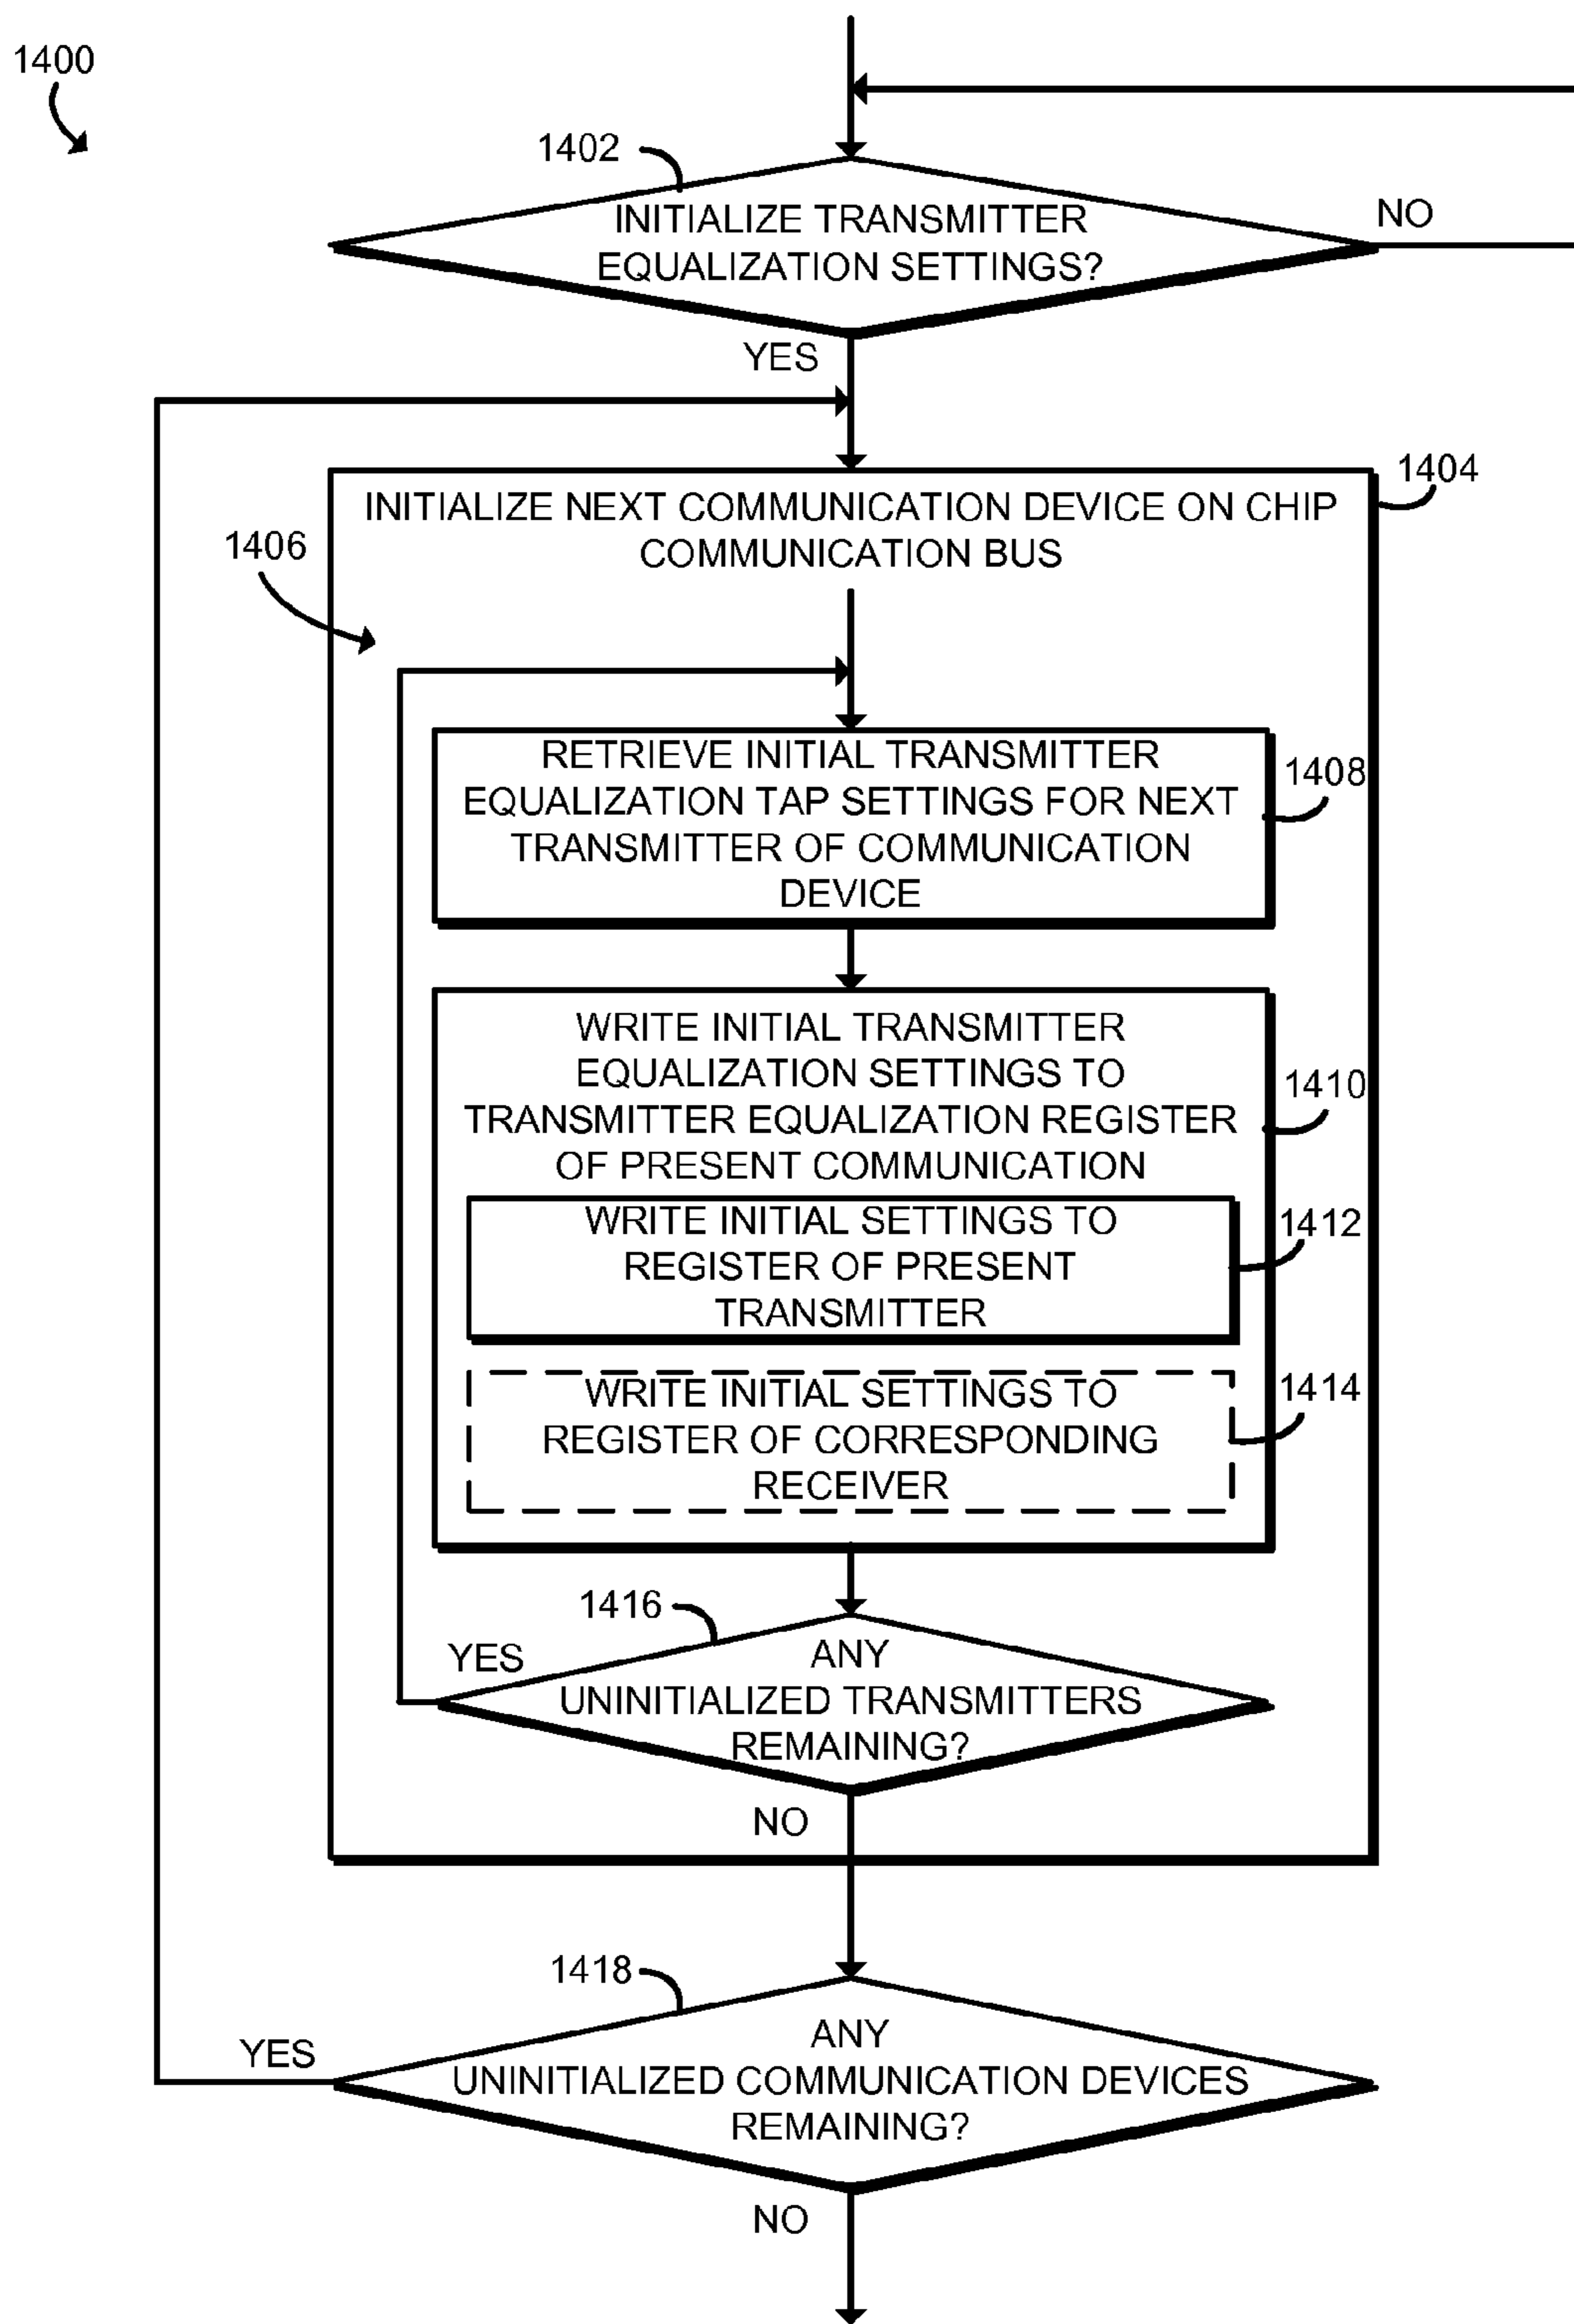 1400
1402
INITIALIZE TRANSMITTER
EQUALIZATION SETTINGS?
NO
YES
1404
INITIALIZE NEXT COMMUNICATION DEVICE ON CHIP
COMMUNICATION BUS
1406
RETRIEVE INITIAL TRANSMITTER
EQUALIZATION TAP SETTINGS FOR NEXT
TRANSMITTER OF COMMUNICATION
DEVICE
1408
WRITE INITIAL TRANSMITTER
EQUALIZATION SETTINGS TO
TRANSMITTER EQUALIZATION REGISTER
OF PRESENT COMMUNICATION
1410
WRITE INITIAL SETTINGS TO
REGISTER OF PRESENT
TRANSMITTER
1412
WRITE INITIAL SETTINGS TO
REGISTER OF CORRESPONDING
RECEIVER
1414
1416
YES
ANY
UNINITIALIZED TRANSMITTERS
REMAINING?
NO
1418
YES
ANY
UNINITIALIZED COMMUNICATION DEVICES
REMAINING?
NO